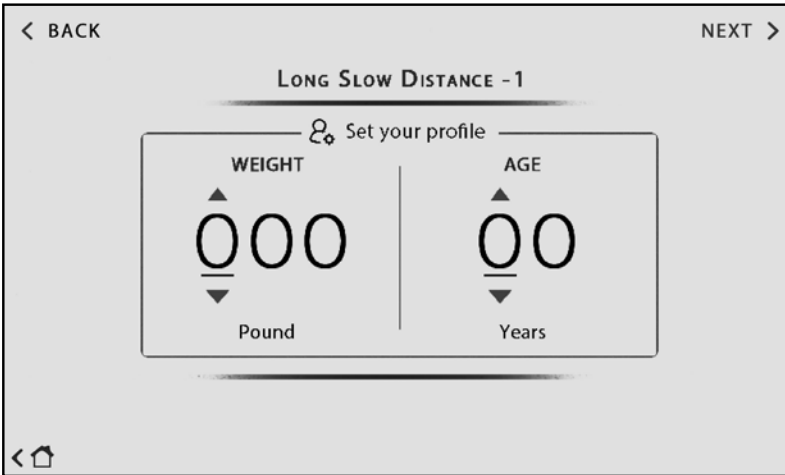 BACK
NEXT
Long Slow Distance -1
Set your profile
WEIGHT
AGE
000
00
Pound
Years